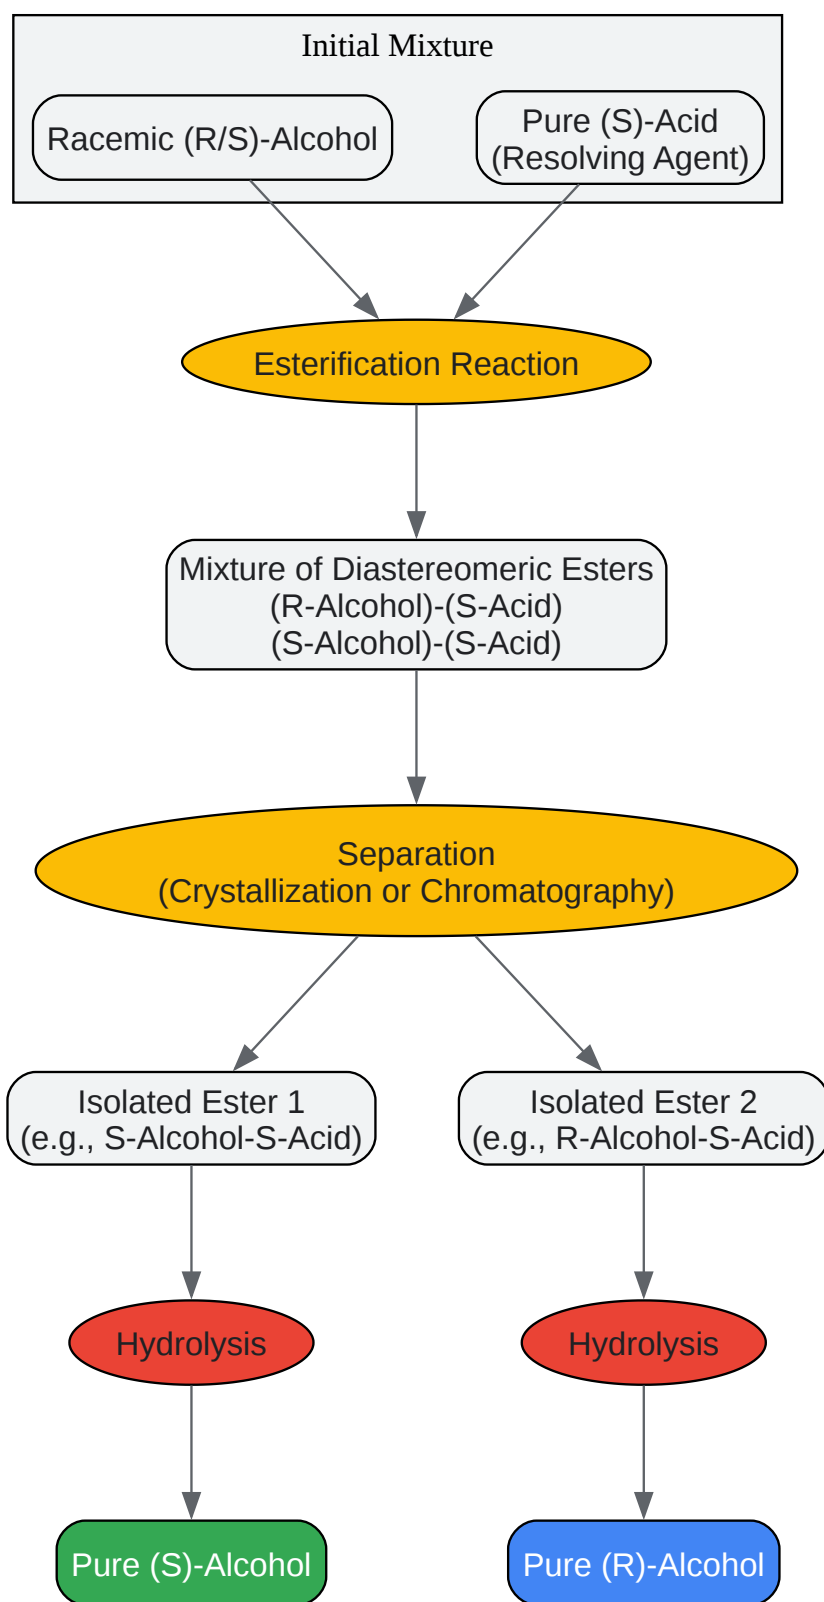 Initial Mixture
Racemic (R/S)-Alcohol
Pure (S)-Acid
(Resolving Agent)
Esterification Reaction
Mixture of Diastereomeric Esters
(R-Alcohol)-(S-Acid)
(S-Alcohol)-(S-Acid)
Separation
(Crystallization or Chromatography)
Isolated Ester 1
(e.g., S-Alcohol-S-Acid)
Isolated Ester 2
(e.g., R-Alcohol-S-Acid)
Hydrolysis
Hydrolysis
Pure (S)-Alcohol
Pure (R)-Alcohol